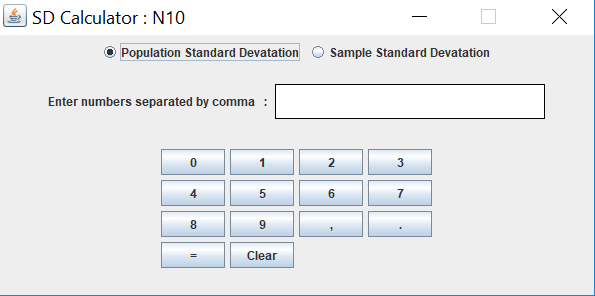 SD Calculator : N10
Population Standard Devatation Sample Standard Devatation
Enter numbers separated by comma :
0 1 2 3
4 5 6 7
8 9 , .
= Clear